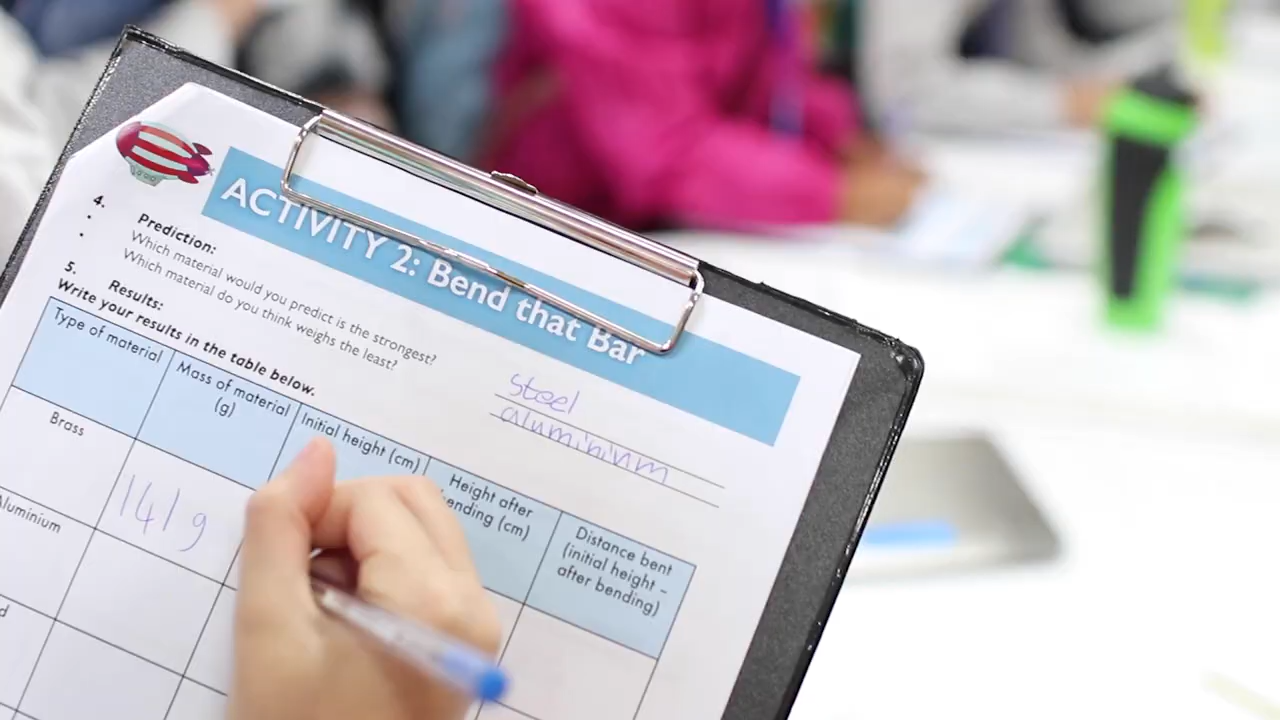 ACTIVITY 2: Bend that Bar
4. Prediction:
Which material would you predict is the strongest?
steel
Which material do you think weighs the least?
aluminium
5. Results:
Write your results in the table below.
Type of material
Mass of material (g)
Initial height (cm)
Height after bending (cm)
Distance bent (initial height – after bending)
Brass
141g
Aluminium